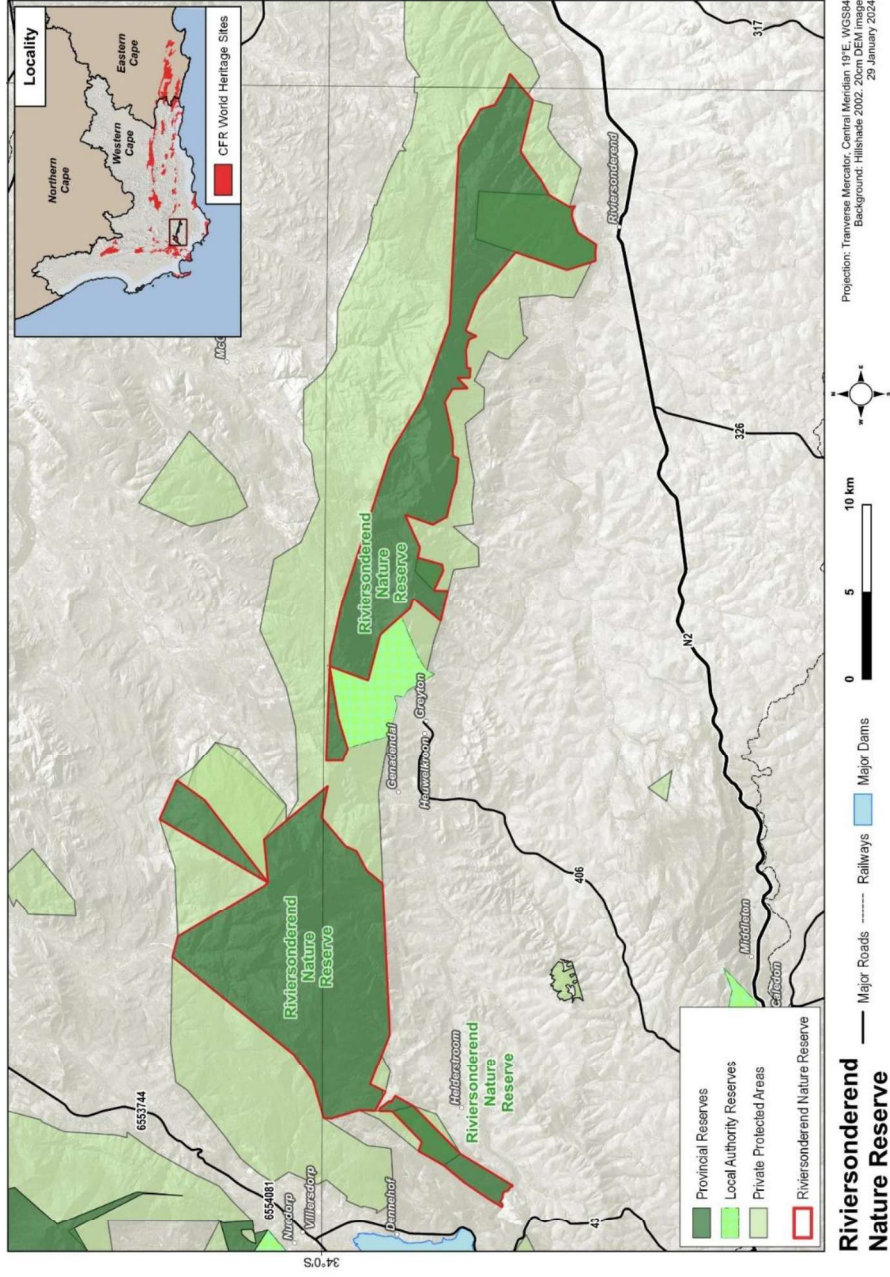 Locality
Northern
Cape
Western
Cape
Eastern
Cape
CFR World Heritage Sites
317
McG
Riviersonderend
Riviersonderend
Nature
Reserve
326
N2
Greyton
Genadendal
Heuwelkroon
406
Riviersonderend
Nature
Reserve
Middleton
Caledon
Helderstroom
Riviersonderend
Nature
Reserve
6553744
6554081
Nuedorp
Villiersdorp
Dennehof
43
34°0'S
Provincial Reserves
Local Authority Reserves
Private Protected Areas
Riviersonderend Nature Reserve
Riviersonderend
Nature Reserve
Major Roads
Railways
Major Dams
0 5 10 km
N
W E
S
Projection: Tranverse Mercator, Central Meridian 19°E, WGS84
Background: Hillshade 2002. 20cm DEM image
29 January 2024